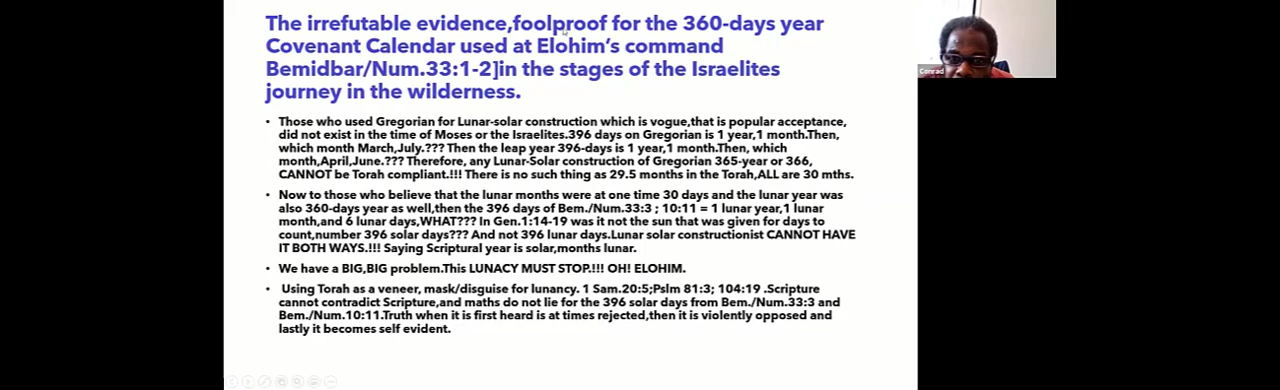 The irrefutable evidence,foolproof for the 360-days year
Covenant Calendar used at Elohim's command
Bemidbar/Num.33:1-2]in the stages of the Israelites
journey in the wilderness.
• Those who used Gregorian for Lunar-solar construction which is vogue,that is popular acceptance,
did not exist in the time of Moses or the Israelites.396 days on Gregorian is 1 year,1 month.Then,
which month March,July.??? Then the leap year 396-days is 1 year,1 month.Then, which
month,April,June.??? Therefore, any Lunar-Solar construction of Gregorian 365-year or 366,
CANNOT be Torah compliant.!!! There is no such thing as 29.5 months in the Torah,ALL are 30 mths.
• Now to those who believe that the lunar months were at one time 30 days and the lunar year was
also 360-days year as well,then the 396 days of Bem./Num.33:3 ; 10:11 = 1 lunar year,1 lunar
month,and 6 lunar days,WHAT??? In Gen.1:14-19 was it not the sun that was given for days to
count,number 396 solar days??? And not 396 lunar days.Lunar solar constructionist CANNOT HAVE
IT BOTH WAYS.!!! Saying Scriptural year is solar,months lunar.
• We have a BIG,BIG problem.This LUNACY MUST STOP.!!! OH! ELOHIM.
• Using Torah as a veneer, mask/disguise for lunancy. 1 Sam.20:5;Pslm 81:3; 104:19 .Scripture
cannot contradict Scripture,and maths do not lie for the 396 solar days from Bem./Num.33:3 and
Bem./Num.10:11.Truth when it is first heard is at times rejected,then it is violently opposed and
lastly it becomes self evident.
Conrad